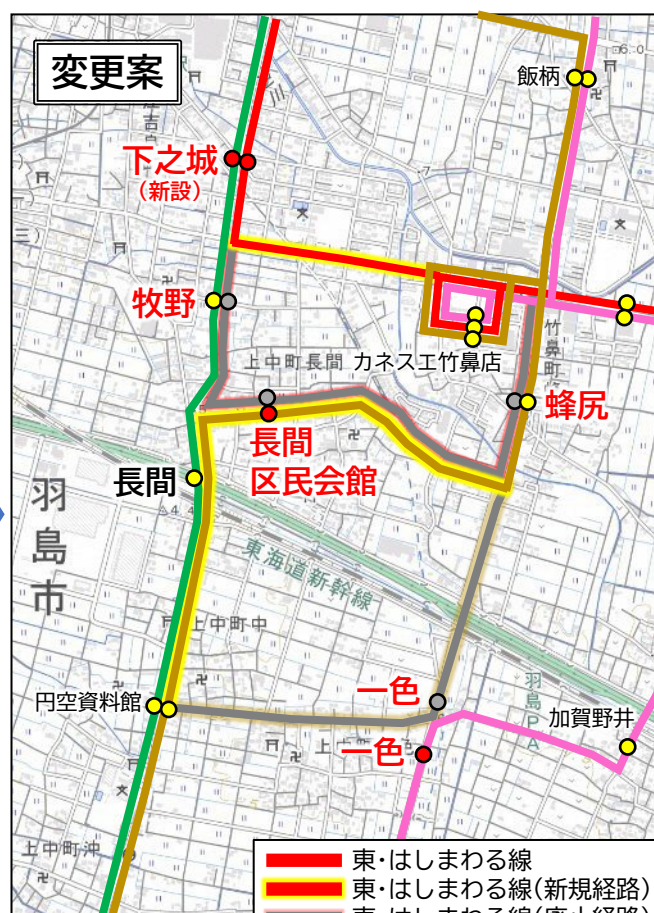 変更案
飯柄
下之城
(新設)
牧野
カネスエ竹鼻店
竹鼻町
上中町長間
蜂尻
長間
区民会館
長間
羽島市
東海道新幹線
上中町中
一色
羽島PA
円空資料館
加賀野井
一色
上中町沖
東・はしまわる線
東・はしまわる線(新規経路)